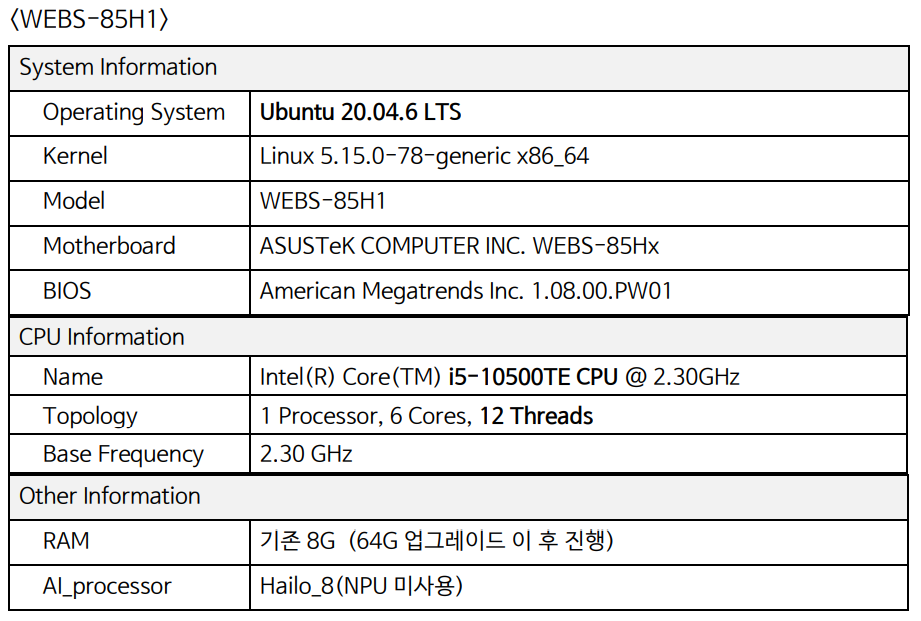 〈WEBS-85H1〉
System Information
Operating System Ubuntu 20.04.6 LTS
Kernel Linux 5.15.0-78-generic x86_64
Model WEBS-85H1
Motherboard ASUSTeK COMPUTER INC. WEBS-85Hx
BIOS American Megatrends Inc. 1.08.00.PW01
CPU Information
Name Intel(R) Core(TM) i5-10500TE CPU @ 2.30GHz
Topology 1 Processor, 6 Cores, 12 Threads
Base Frequency 2.30 GHz
Other Information
RAM 기존 8G (64G 업그레이드 이 후 진행)
AI_processor Hailo_8(NPU 미사용)